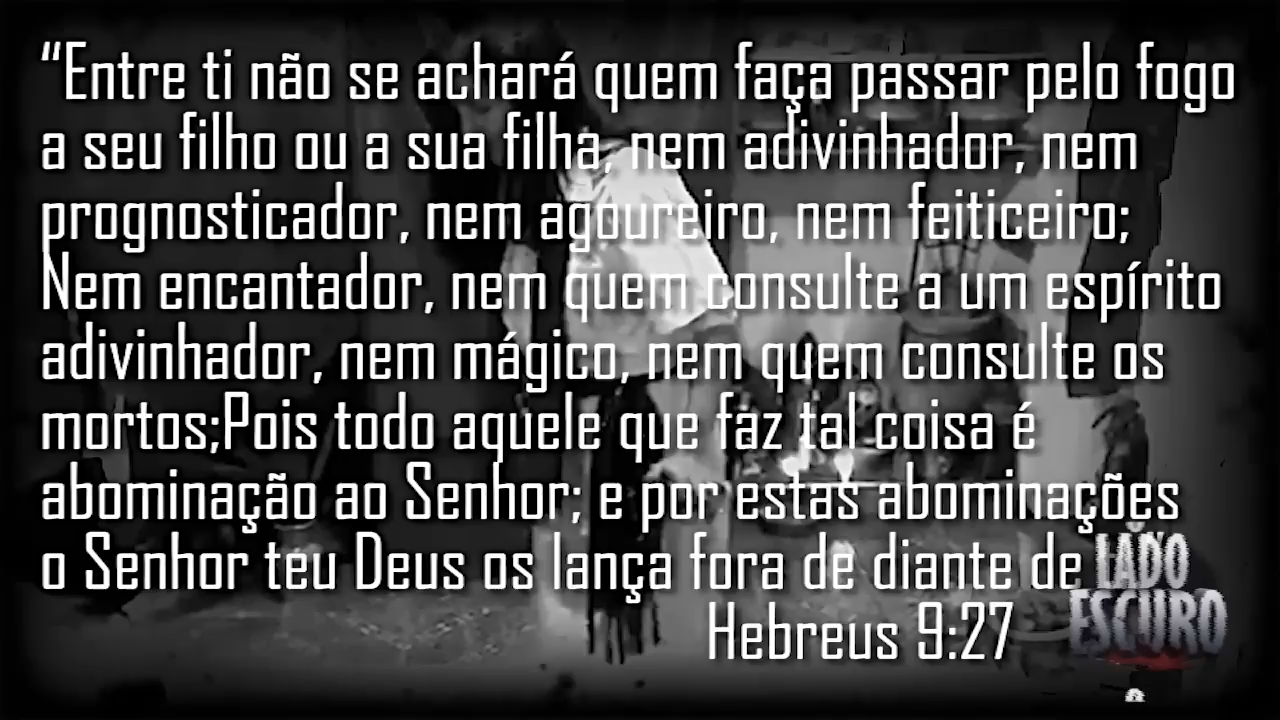 “Entre ti não se achará quem faça passar pelo fogo
a seu filho ou a sua filha, nem adivinhador, nem
prognosticador, nem agoureiro, nem feiticeiro;
Nem encantador, nem quem consulte a um espírito
adivinhador, nem mágico, nem quem consulte os
mortos;Pois todo aquele que faz tal coisa é
abominação ao Senhor; e por estas abominações
o Senhor teu Deus os lança fora de diante de
Hebreus 9:27
LADO
ESCURO